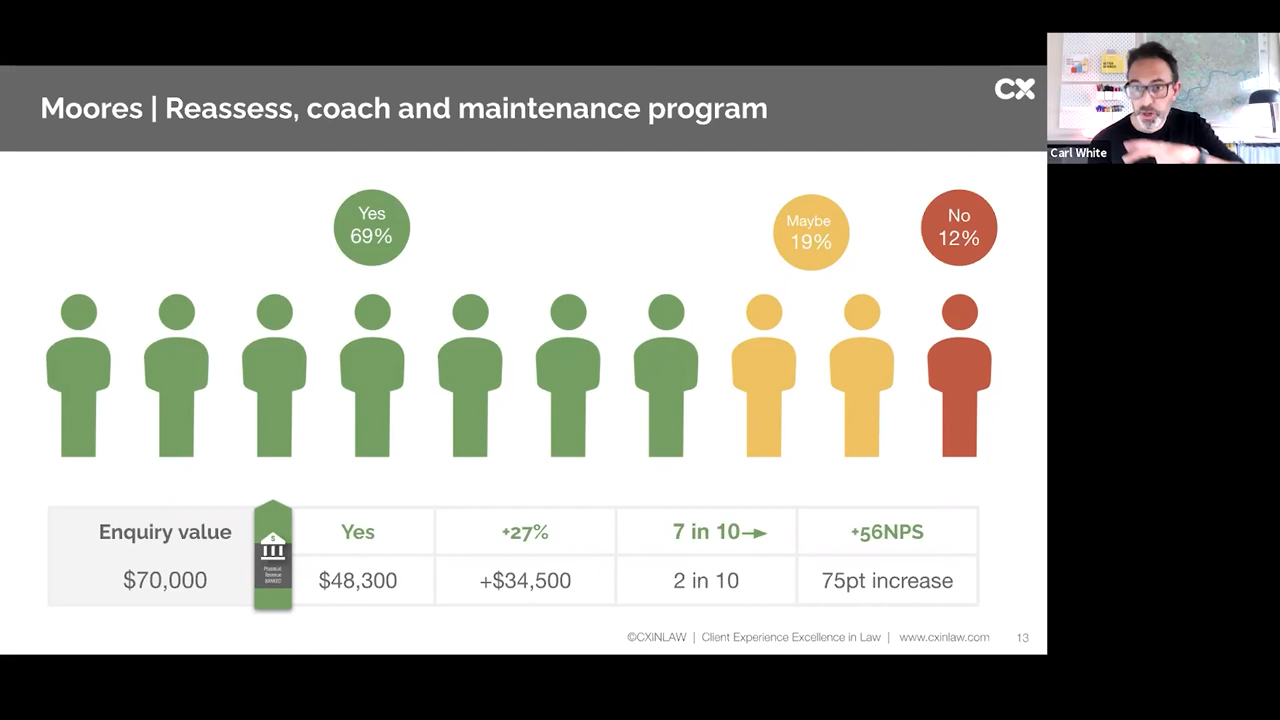 Moores | Reassess, coach and maintenance program
CX
Carl White
Yes
69%
Maybe
19%
No
12%
Enquiry value
Yes
+27%
7 in 10
+56NPS
$
$70,000
$48,300
+$34,500
2 in 10
75pt increase
Revenue
BANKED
©CXINLAW | Client Experience Excellence in Law | www.cxinlaw.com
13